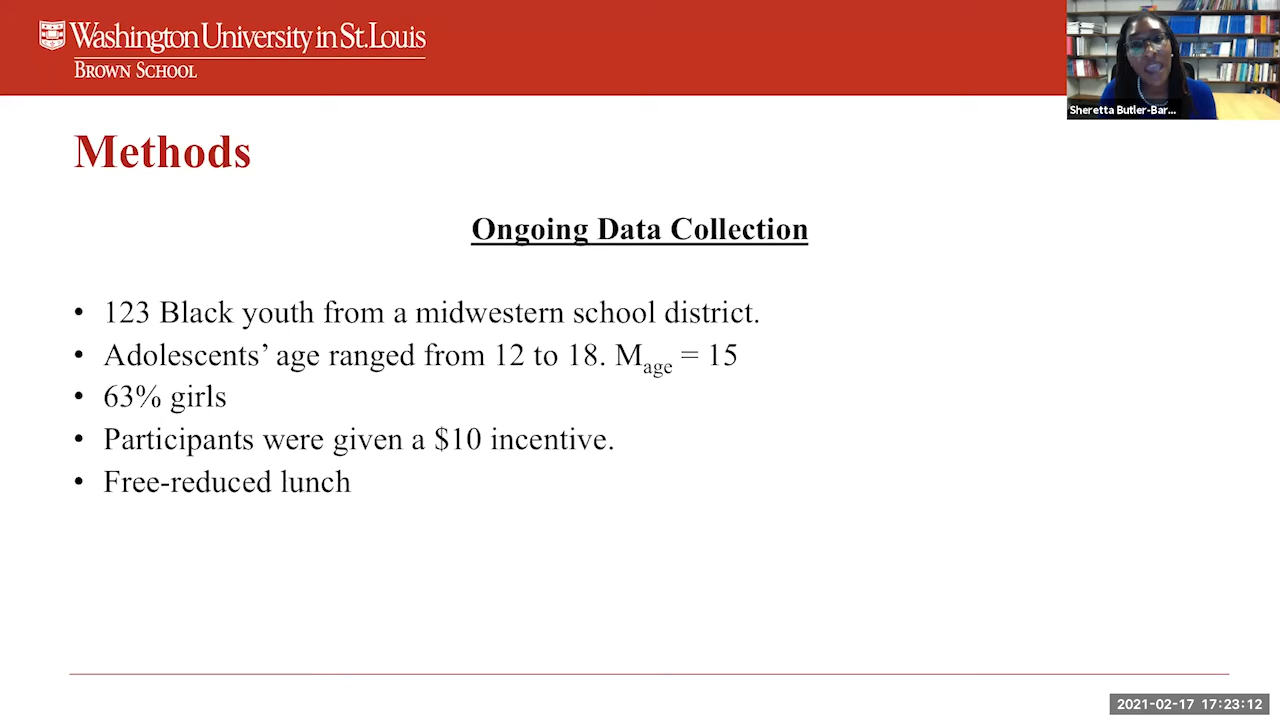 Washington University in St. Louis
BROWN SCHOOL
Sheretta Butler-Bar...
Methods
Ongoing Data Collection
• 123 Black youth from a midwestern school district.
• Adolescents’ age ranged from 12 to 18. Mage = 15
• 63% girls
• Participants were given a $10 incentive.
• Free-reduced lunch
2021-02-17 17:23:12